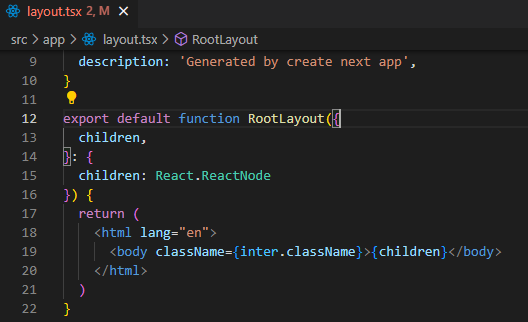 layout.tsx 2, M ×
src > app > layout.tsx > RootLayout
9 description: 'Generated by create next app',
10 }
11
12 export default function RootLayout({
13 children,
14 }: {
15 children: React.ReactNode
16 }) {
17 return (
18 <html lang="en">
19 <body className={inter.className}>{children}</body>
20 </html>
21 )
22 }